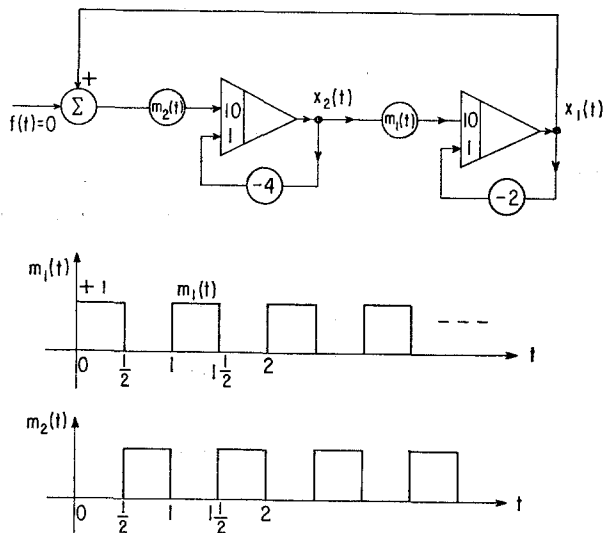 +
Σ
f(t)=0
m₂(t)
10
1
x₂(t)
-4
m₁(t)
10
1
x₁(t)
-2
m₁(t)
+1
m₁(t)
0
1/2
1
1 1/2
2
t
m₂(t)
0
1/2
1
1 1/2
2
t